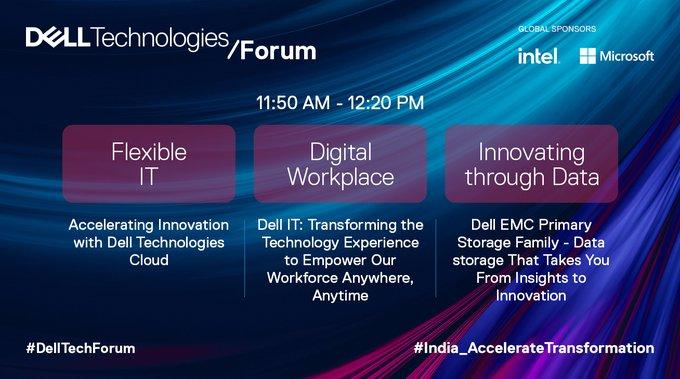 DELLTechnologies/Forum
GLOBAL SPONSORS
intel. Microsoft
11:50 AM - 12:20 PM
Flexible
IT
Accelerating Innovation
with Dell Technologies
Cloud
Digital
Workplace
Dell IT: Transforming the
Technology Experience
to Empower Our
Workforce Anywhere,
Anytime
Innovating
through Data
Dell EMC Primary
Storage Family - Data
storage That Takes You
From Insights to
Innovation
#DellTechForum
#India_AccelerateTransformation